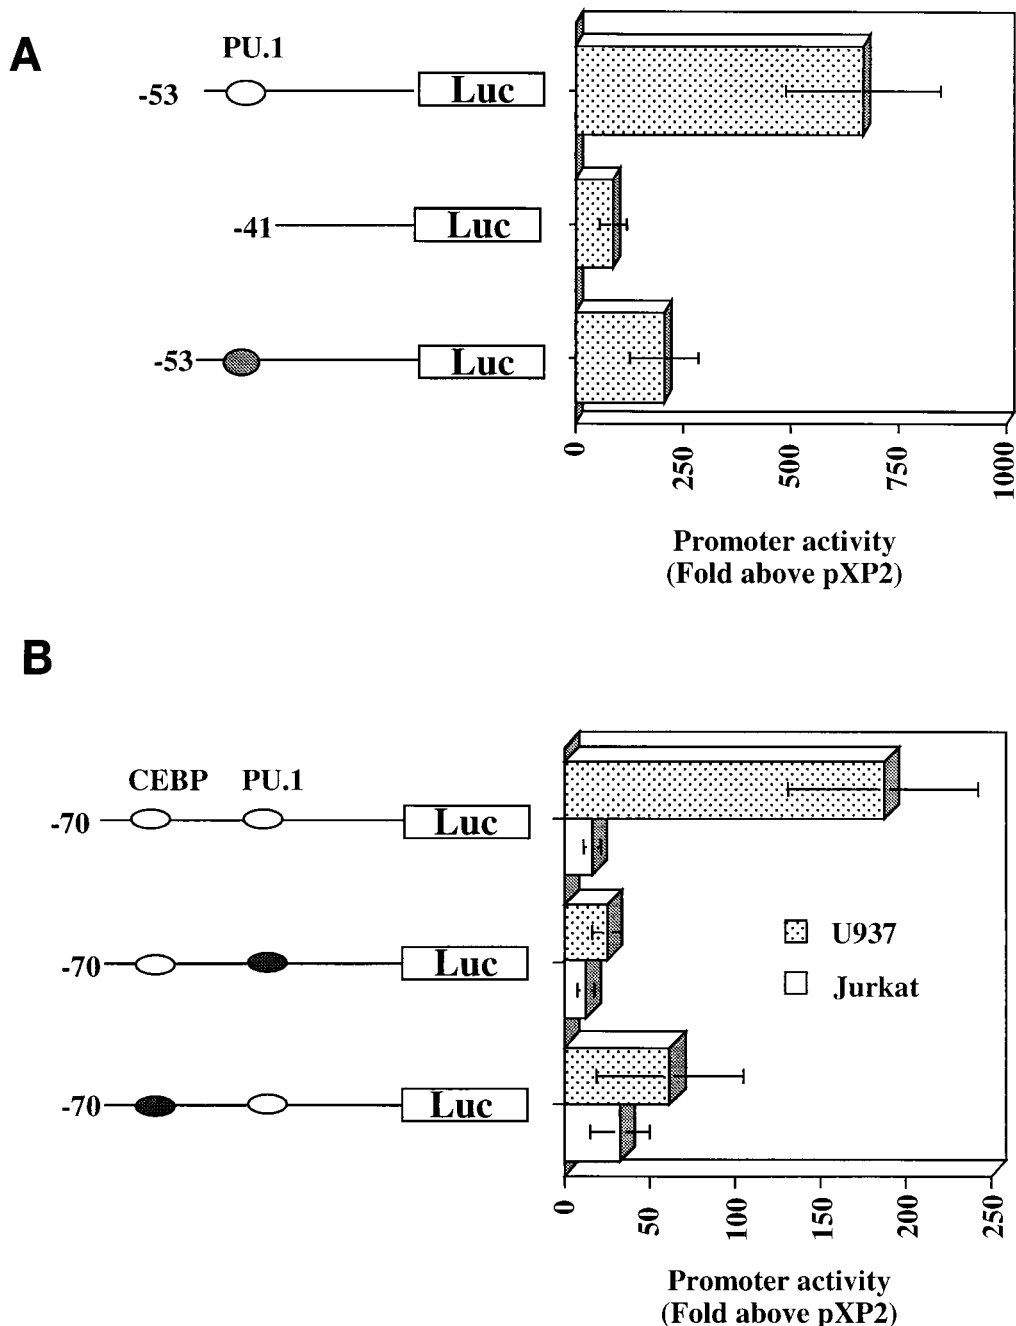 A
PU.1
-53
Luc
-41
Luc
-53
Luc
0
250
500
750
1000
Promoter activity
(Fold above pXP2)
B
CEBP PU.1
-70
Luc
-70
Luc
-70
Luc
U937
Jurkat
0
50
100
150
200
250
Promoter activity
(Fold above pXP2)